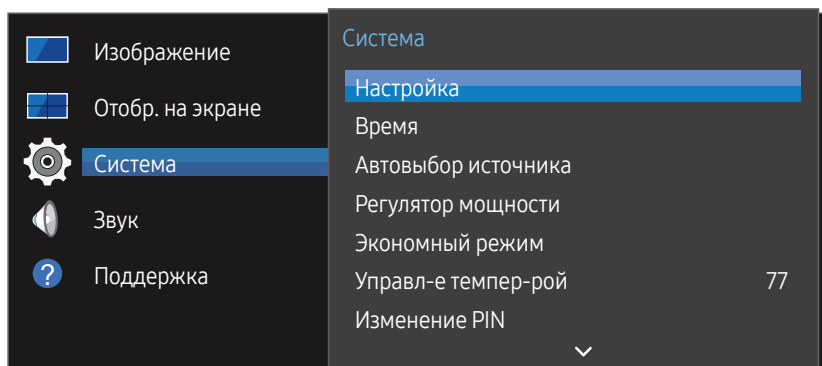 Изображение
Отобр. на экране
Система
Звук
?
Поддержка
Система
Настройка
Время
Автовыбор источника
Регулятор мощности
Экономный режим
Управл-е темпер-рой 77
Изменение PIN